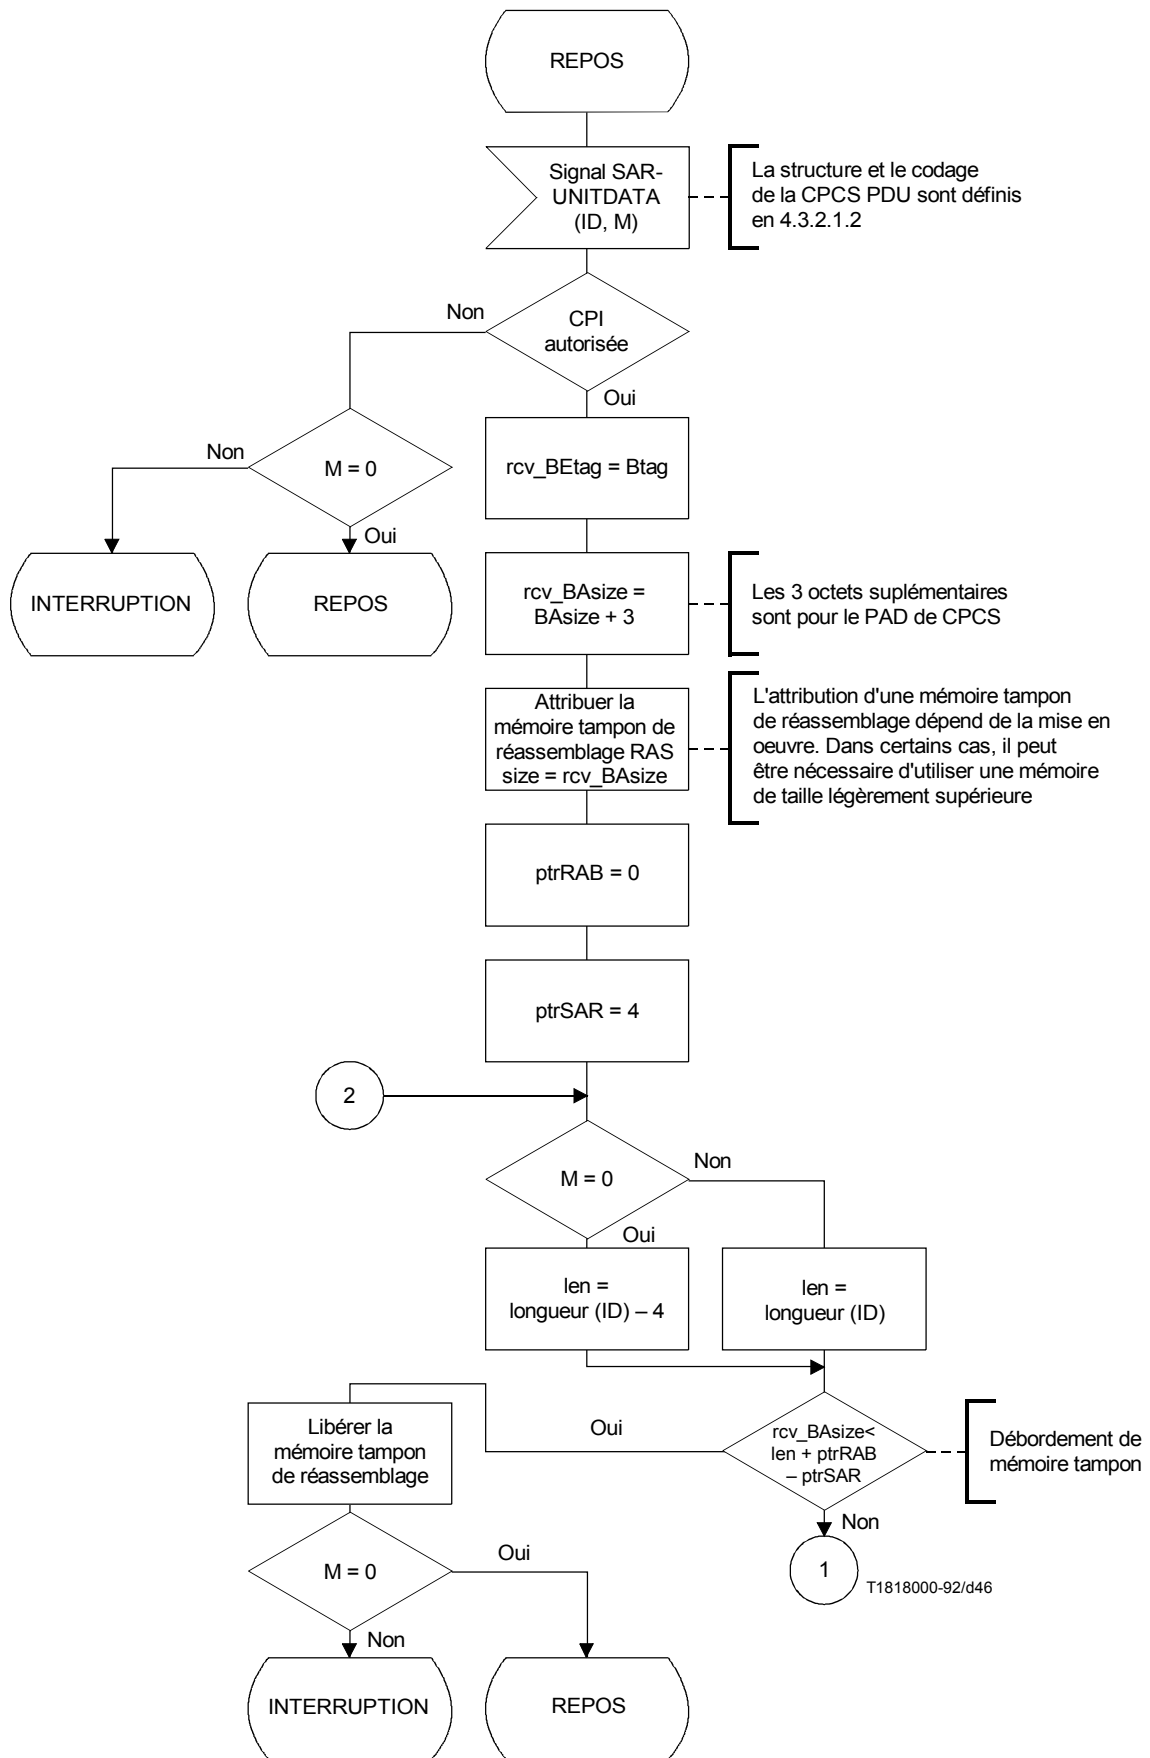 REPOS
Signal SAR-
UNITDATA
(ID, M)
La structure et le codage
de la CPCS PDU sont définis
en 4.3.2.1.2
Non
CPI
autorisée
Oui
Non
M = 0
rcv_BEtag = Btag
Oui
INTERRUPTION
REPOS
rcv_BAsize =
BAsize + 3
Les 3 octets suplémentaires
sont pour le PAD de CPCS
Attribuer la
mémoire tampon de
réassemblage RAS
size = rcv_BAsize
L'attribution d'une mémoire tampon
de réassemblage dépend de la mise en
oeuvre. Dans certains cas, il peut
être nécessaire d'utiliser une mémoire
de taille légèrement supérieure
ptrRAB = 0
ptrSAR = 4
2
M = 0
Non
Oui
len =
longueur (ID) – 4
len =
longueur (ID)
Libérer la
mémoire tampon
de réassemblage
Oui
rcv_BAsize<
len + ptrRAB
– ptrSAR
Débordement de
mémoire tampon
Non
M = 0
Oui
1
T1818000-92/d46
Non
INTERRUPTION
REPOS